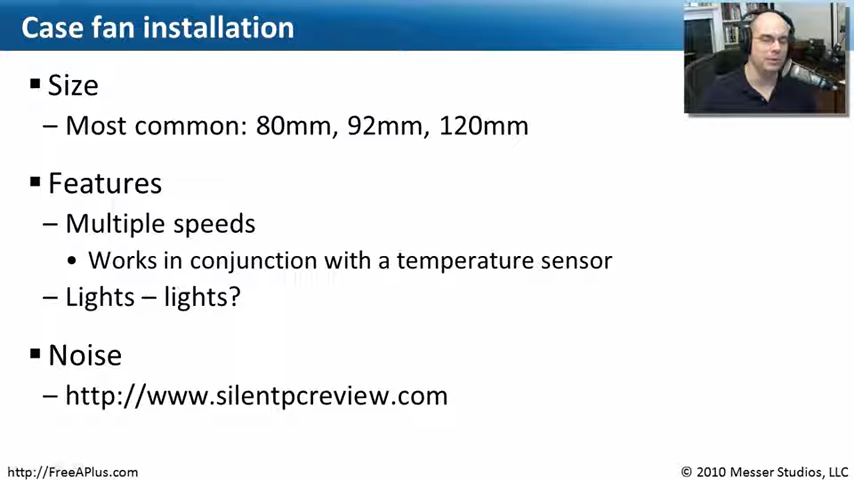 Case fan installation
▪ Size
– Most common: 80mm, 92mm, 120mm
▪ Features
– Multiple speeds
• Works in conjunction with a temperature sensor
– Lights – lights?
▪ Noise
– http://www.silentpcreview.com
http://FreeAPlus.com
© 2010 Messer Studios, LLC